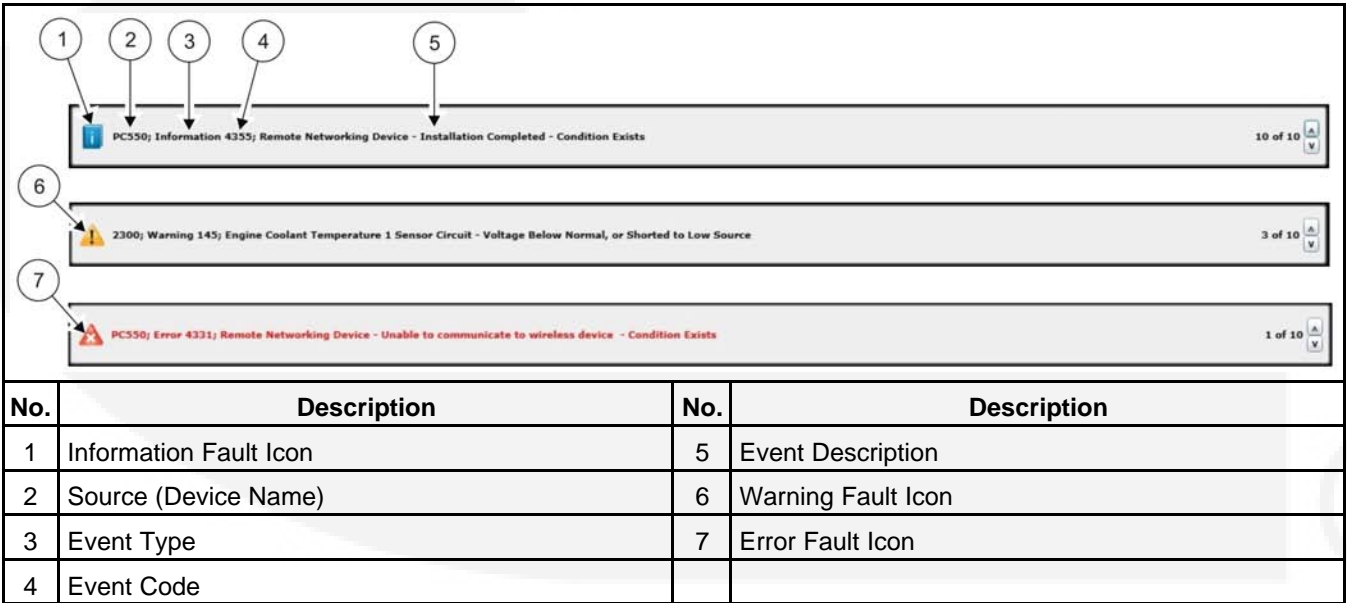 1 2 3 4 5
i PC550; Information 4355; Remote Networking Device - Installation Completed - Condition Exists 10 of 10
6
2300; Warning 145; Engine Coolant Temperature 1 Sensor Circuit - Voltage Below Normal, or Shorted to Low Source 3 of 10
7
PC550; Error 4331; Remote Networking Device - Unable to communicate to wireless device - Condition Exists 1 of 10
No. Description No. Description
1 Information Fault Icon 5 Event Description
2 Source (Device Name) 6 Warning Fault Icon
3 Event Type 7 Error Fault Icon
4 Event Code